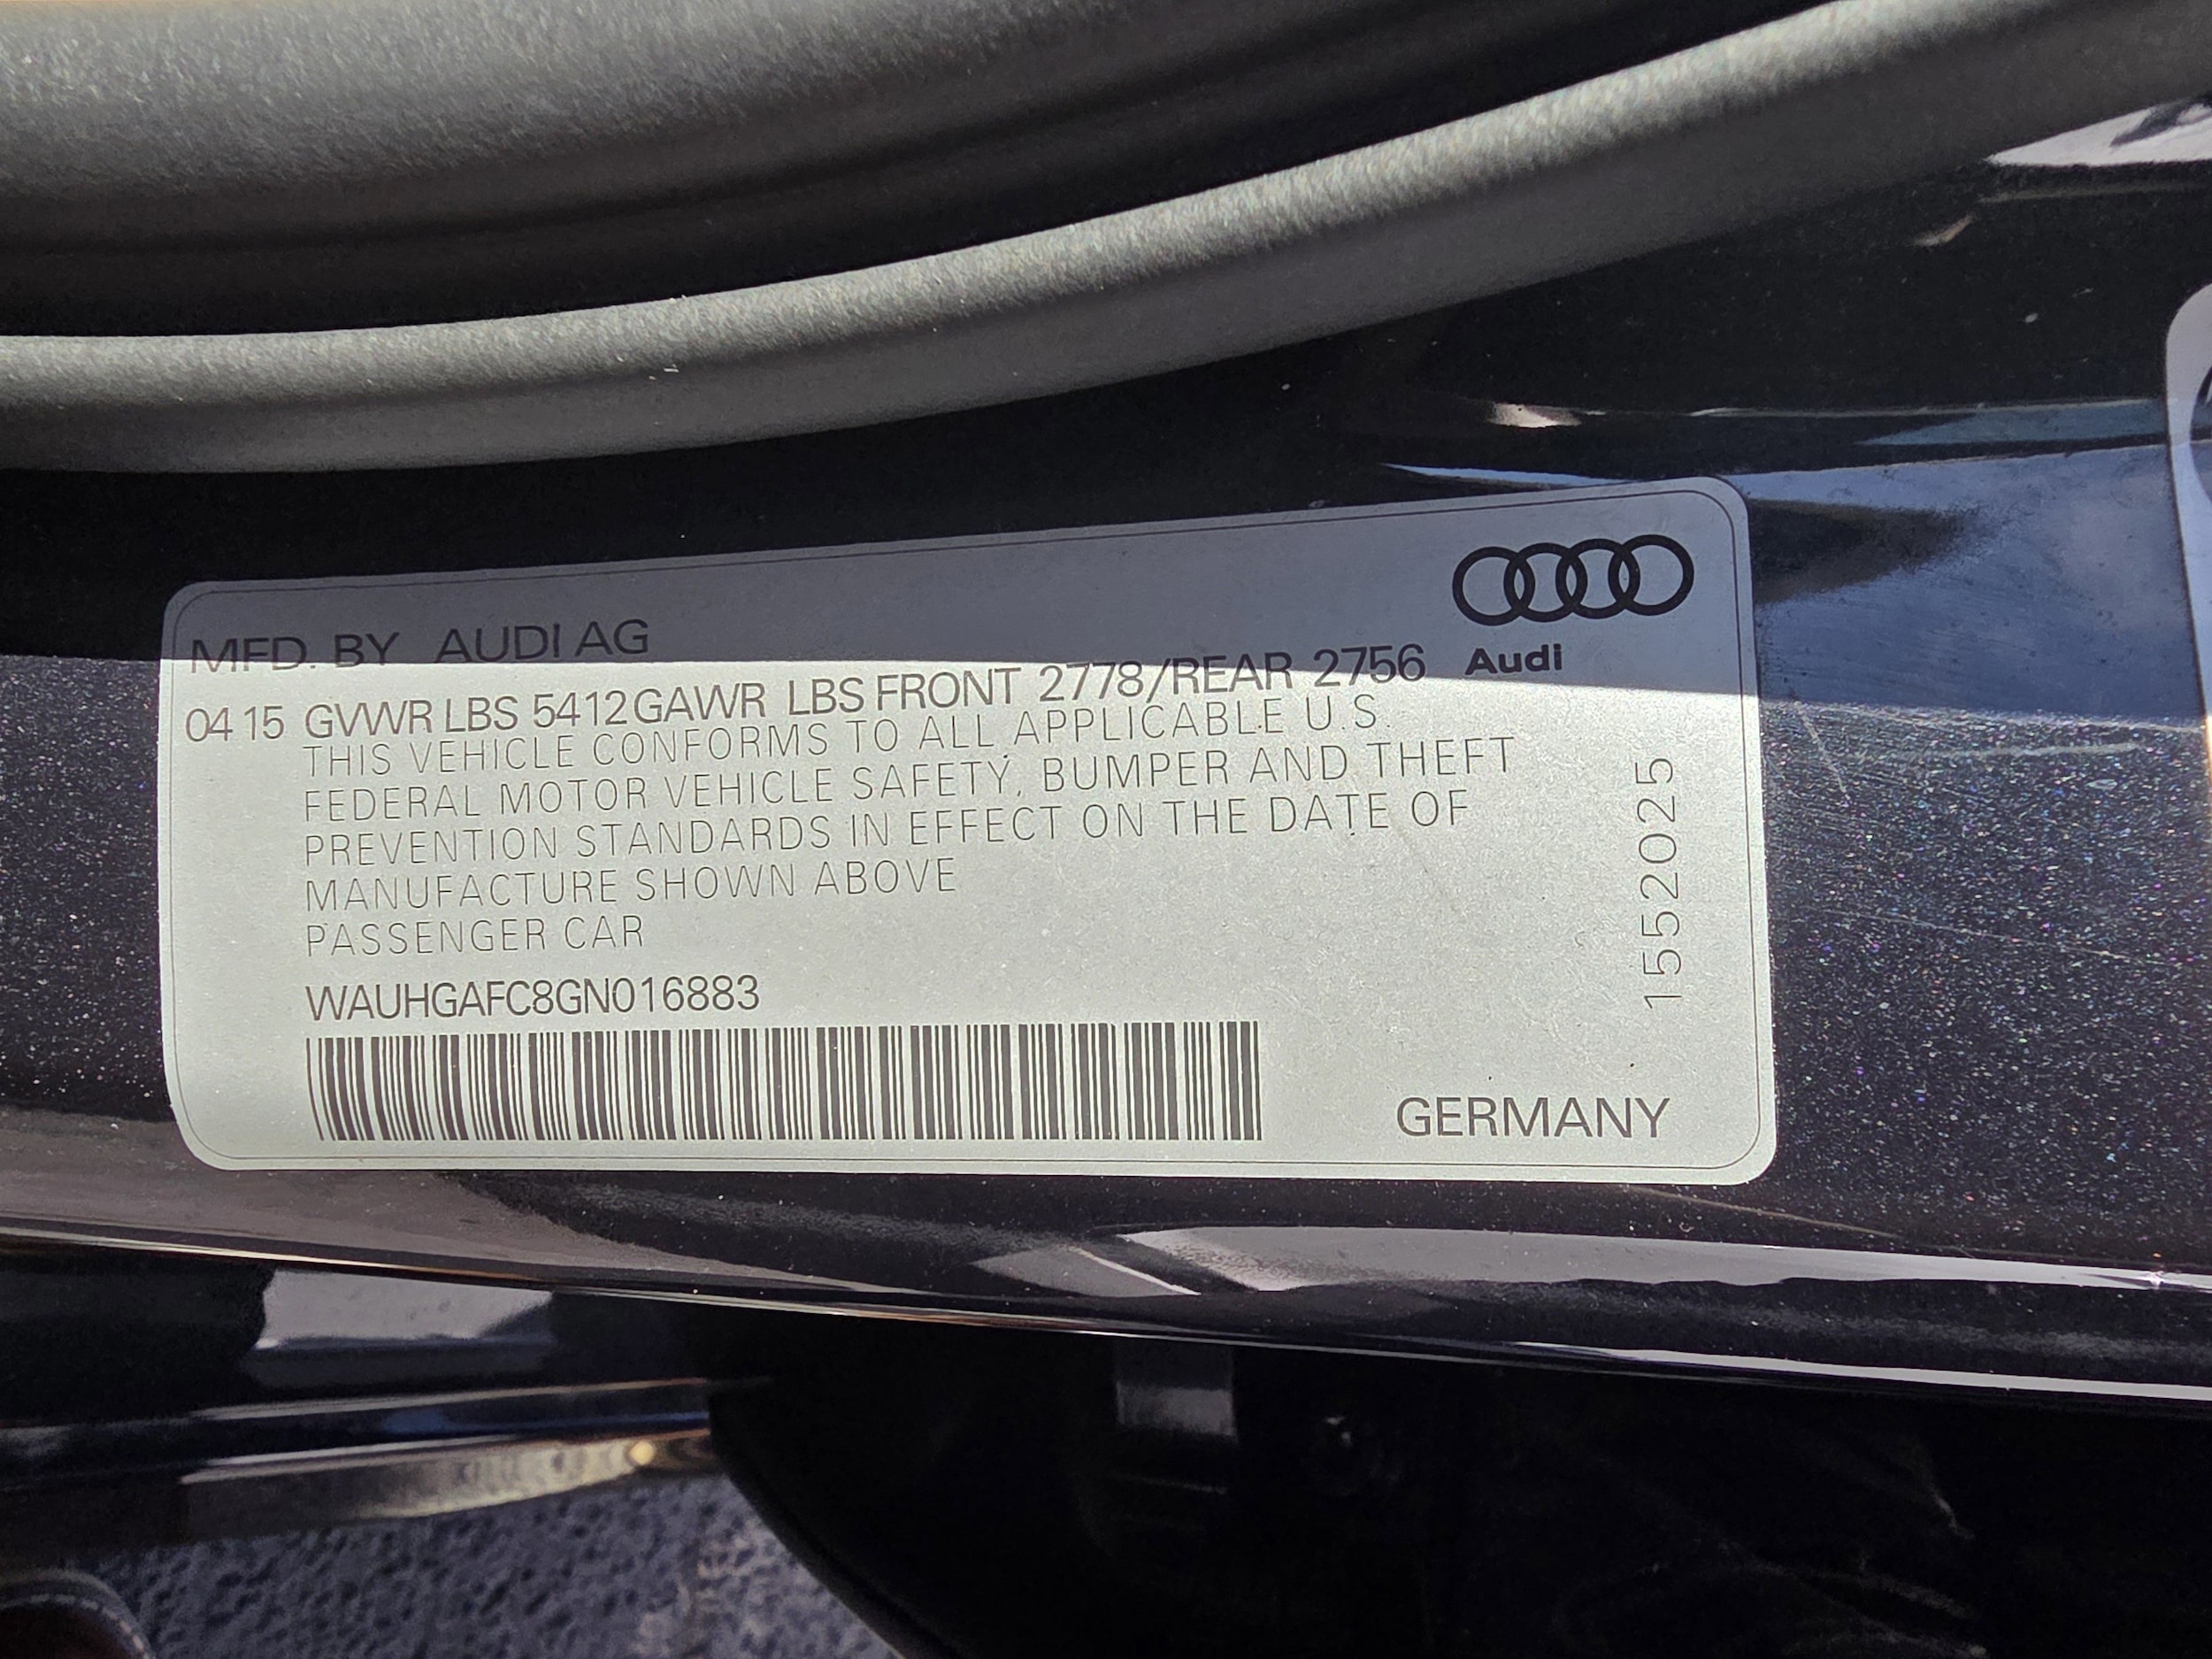 MFD. BY AUDI AG
Audi
04 15 GVWR LBS 5412 GAWR LBS FRONT 2778/REAR 2756
THIS VEHICLE CONFORMS TO ALL APPLICABLE U.S.
FEDERAL MOTOR VEHICLE SAFETY, BUMPER AND THEFT
PREVENTION STANDARDS IN EFFECT ON THE DATE OF
MANUFACTURE SHOWN ABOVE
PASSENGER CAR
WAUHGAFC8GN016883
1552025
GERMANY